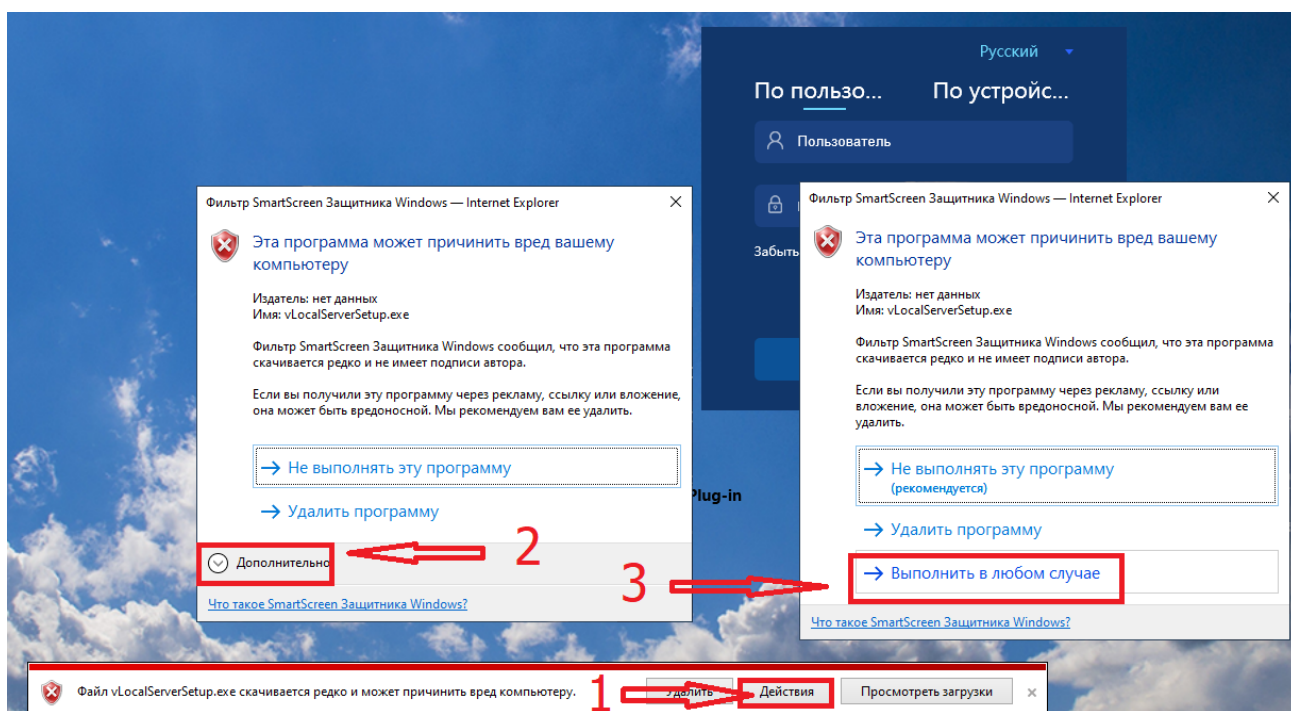 Русский
По пользо...
По устройс...
Пользователь
Забыть
Plug-in
Фильтр SmartScreen Защитника Windows — Internet Explorer
Эта программа может причинить вред вашему
компьютеру
Издатель: нет данных
Имя: vLocalServerSetup.exe
Фильтр SmartScreen Защитника Windows сообщил, что эта программа
скачивается редко и не имеет подписи автора.
Если вы получили эту программу через рекламу, ссылку или вложение,
она может быть вредоносной. Мы рекомендуем вам ее удалить.
Не выполнять эту программу
Удалить программу
Дополнительно
2
Что такое SmartScreen Защитника Windows?
Фильтр SmartScreen Защитника Windows — Internet Explorer
Эта программа может причинить вред вашему
компьютеру
Издатель: нет данных
Имя: vLocalServerSetup.exe
Фильтр SmartScreen Защитника Windows сообщил, что эта программа
скачивается редко и не имеет подписи автора.
Если вы получили эту программу через рекламу, ссылку или
вложение, она может быть вредоносной. Мы рекомендуем вам ее
удалить.
Не выполнять эту программу
(рекомендуется)
Удалить программу
3
Выполнить в любом случае
Что такое SmartScreen Защитника Windows?
Файл vLocalServerSetup.exe скачивается редко и может причинить вред компьютеру.
1
Удалить
Действия
Просмотреть загрузки